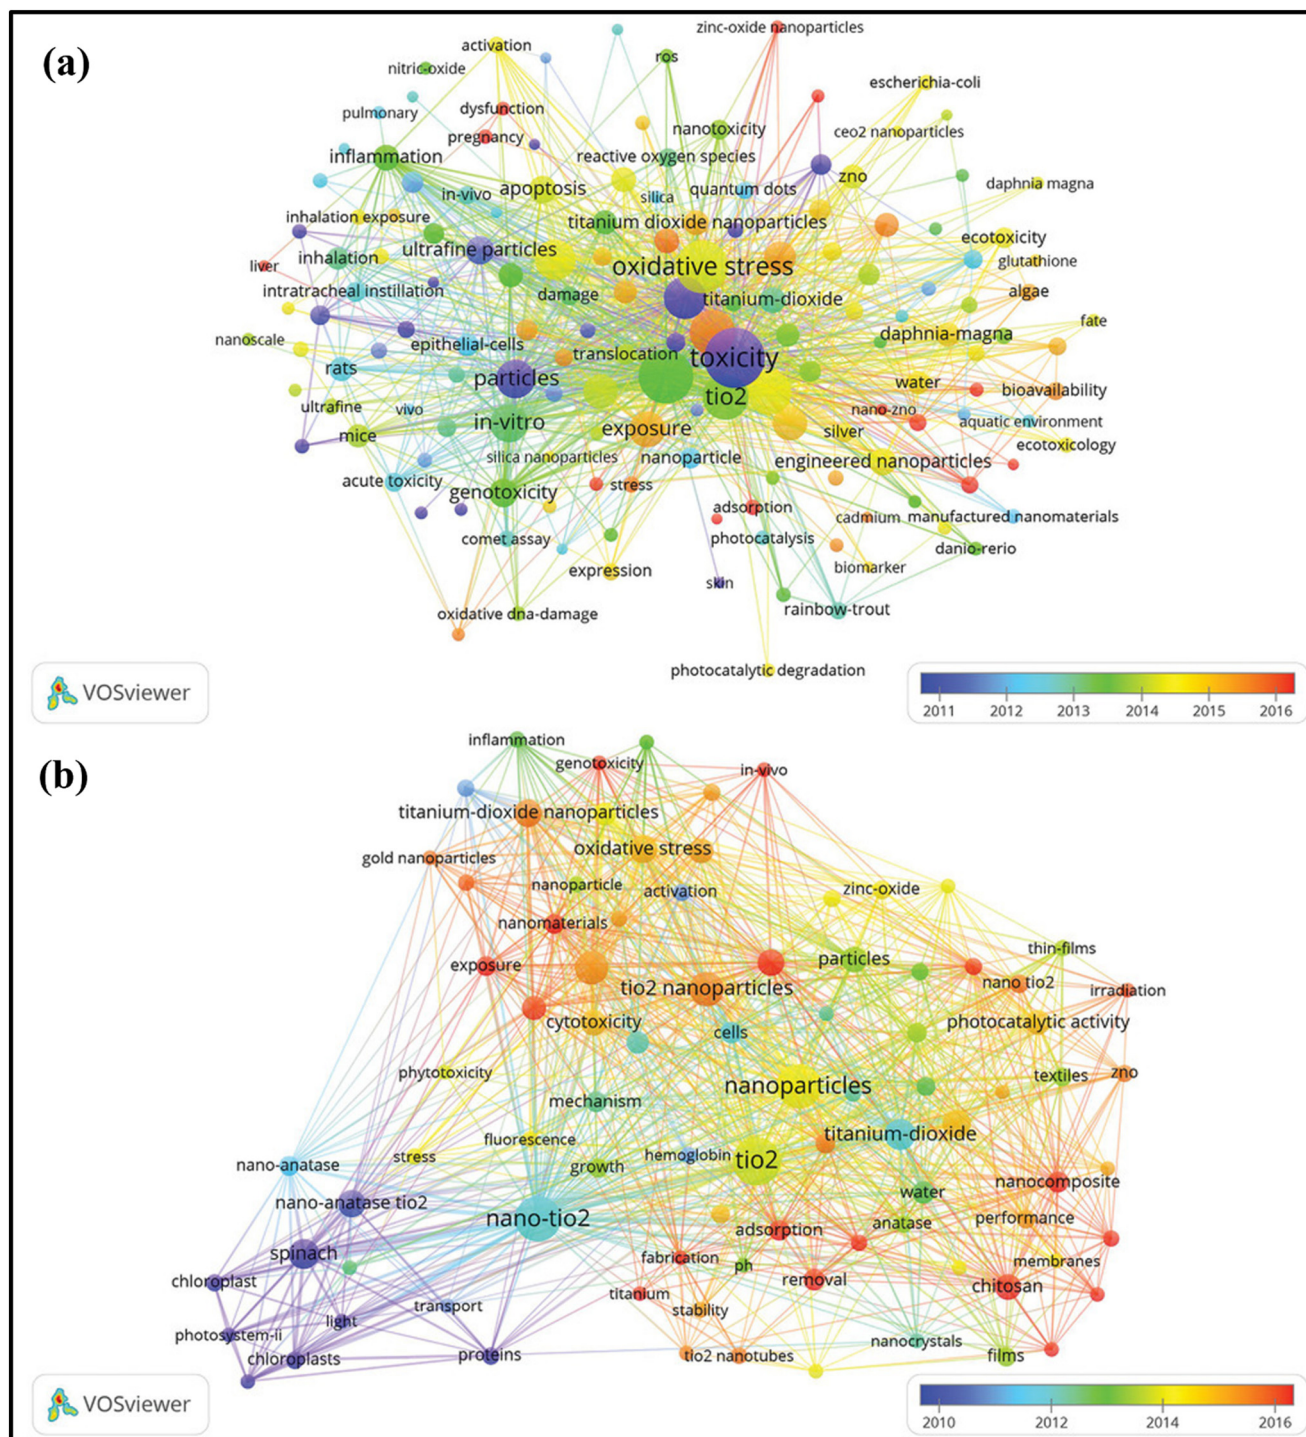 (a)
zinc-oxide nanoparticles
activation
ros
nitric-oxide
escherichia-coli
dysfunction
pulmonary
nanotoxicity
ceo2 nanoparticles
pregnancy
inflammation
reactive oxygen species
zno
daphnia magna
apoptosis
in-vivo
silica
quantum dots
inhalation exposure
titanium dioxide nanoparticles
ecotoxicity
ultrafine particles
inhalation
glutathione
liver
oxidative stress
intratracheal instillation
damage
titanium-dioxide
algae
fate
nanoscale
epithelial-cells
translocation
toxicity
daphnia-magna
rats
particles
water
bioavailability
tio2
ultrafine
vivo
nano-zno
aquatic environment
mice
in-vitro
exposure
silver
ecotoxicology
silica nanoparticles
nanoparticle
engineered nanoparticles
acute toxicity
genotoxicity
stress
adsorption
cadmium
manufactured nanomaterials
comet assay
photocatalysis
danio-rerio
expression
skin
biomarker
oxidative dna-damage
rainbow-trout
photocatalytic degradation
VOSviewer
2011 2012 2013 2014 2015 2016
(b)
inflammation
genotoxicity
in-vivo
titanium-dioxide nanoparticles
oxidative stress
gold nanoparticles
nanoparticle
activation
zinc-oxide
nanomaterials
thin-films
exposure
particles
tio2 nanoparticles
nano tio2
irradiation
cytotoxicity
cells
photocatalytic activity
phytotoxicity
nanoparticles
textiles
zno
mechanism
fluorescence
titanium-dioxide
nano-anatase
stress
growth
hemoglobin
tio2
nano-anatase tio2
water
nanocomposite
nano-tio2
adsorption
anatase
performance
spinach
fabrication
ph
membranes
chloroplast
titanium
removal
chitosan
transport
stability
light
photosystem-ii
nanocrystals
chloroplasts
proteins
tio2 nanotubes
films
VOSviewer
2010 2012 2014 2016